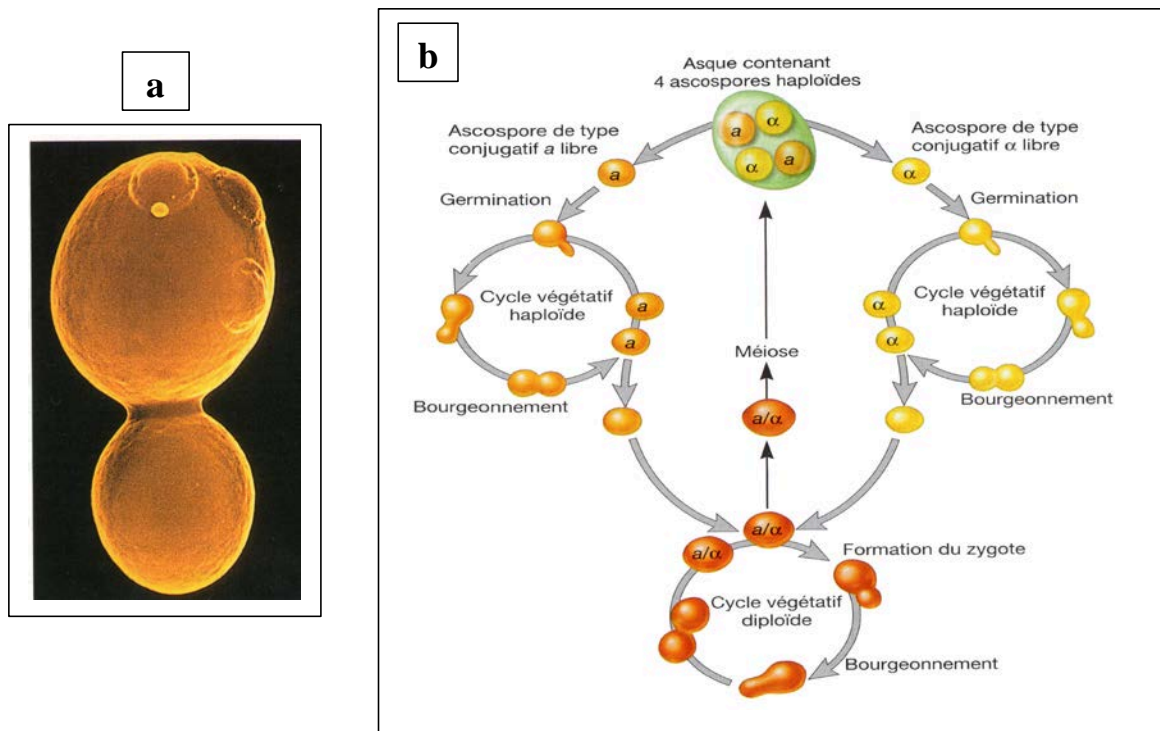 a
b
Asque contenant
4 ascospores haploïdes
Ascospore de type
conjugatif a libre
Ascospore de type
conjugatif α libre
a
α
α
a
a
α
Germination
Germination
Cycle végétatif
haploïde
Cycle végétatif
haploïde
a
a
α
α
Méiose
Bourgeonnement
Bourgeonnement
a/α
a/α
a/α
Formation du zygote
Cycle végétatif
diploïde
Bourgeonnement